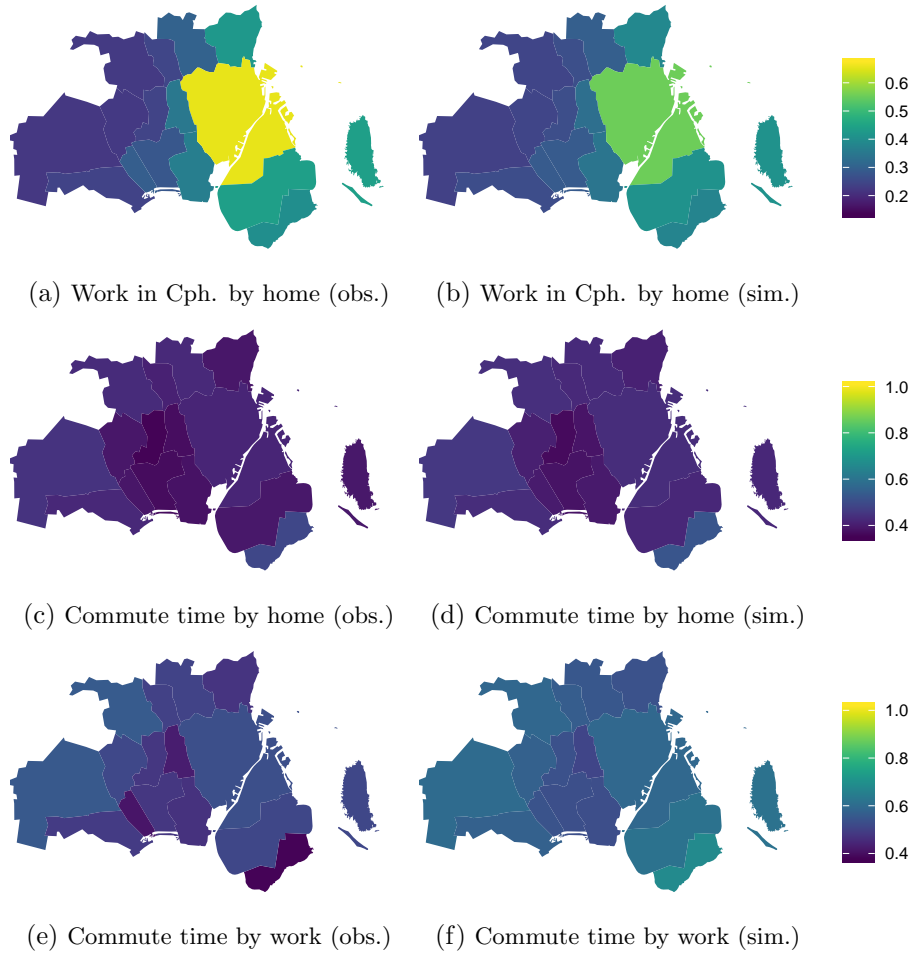 0.6
0.5
0.4
0.3
0.2
(a) Work in Cph. by home (obs.)
(b) Work in Cph. by home (sim.)
1.0
0.8
0.6
0.4
(c) Commute time by home (obs.)
(d) Commute time by home (sim.)
1.0
0.8
0.6
0.4
(e) Commute time by work (obs.)
(f) Commute time by work (sim.)